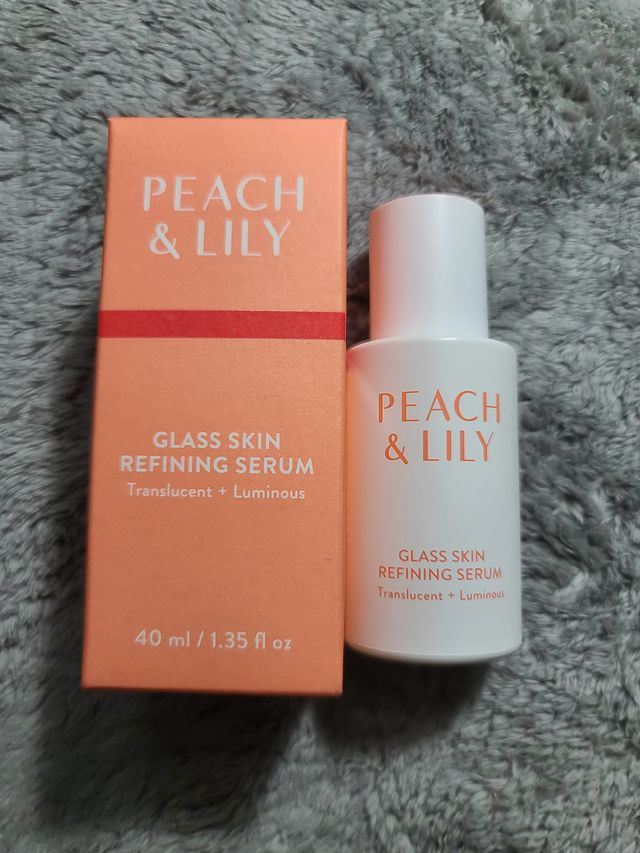 PEACH
& LILY
GLASS SKIN
REFINING SERUM
Translucent + Luminous
40 ml / 1.35 fl oz
PEACH
& LILY
GLASS SKIN
REFINING SERUM
Translucent + Luminous